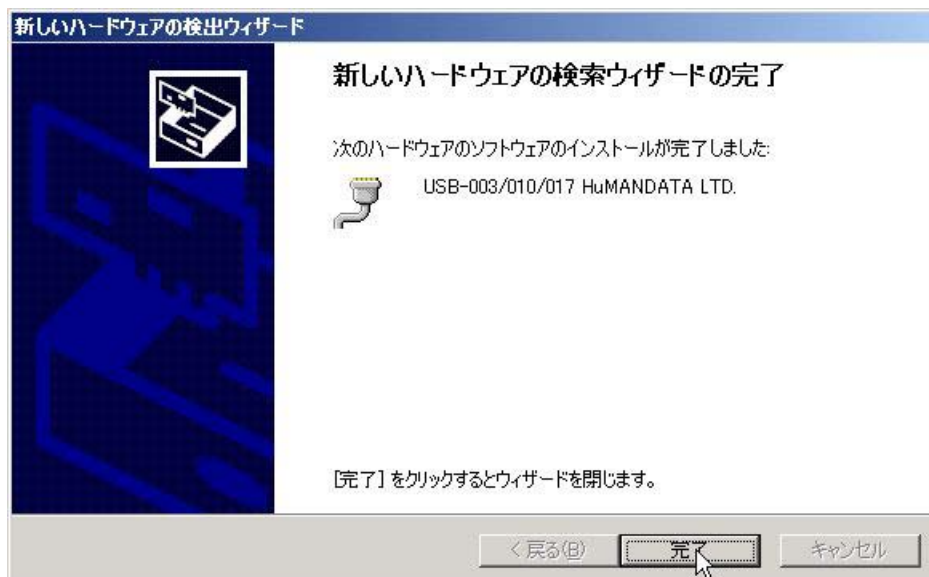 新しいハードウェアの検出ウィザード
新しいハードウェアの検索ウィザードの完了
次のハードウェアのソフトウェアのインストールが完了しました:
USB-003/010/017 HuMANDATA LTD.
[完了] をクリックするとウィザードを閉じます。
< 戻る(B)
完了
キャンセル